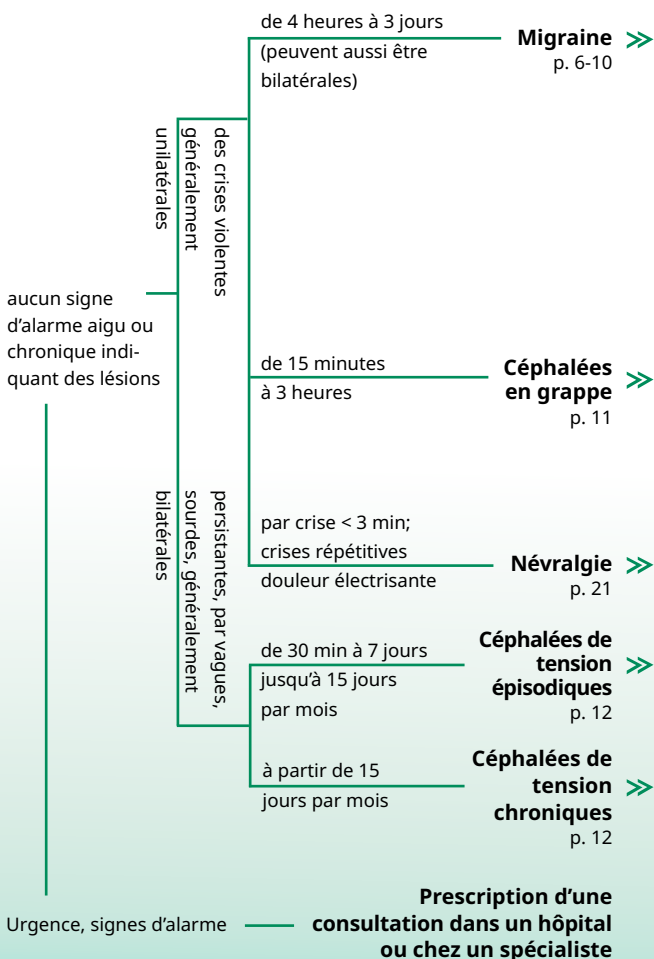 de 4 heures à 3 jours
(peuvent aussi être
bilatérales)
Migraine
p. 6-10
des crises violentes
généralement
unilatérales
aucun signe
d'alarme aigu ou
chronique indi-
quant des lésions
de 15 minutes
à 3 heures
Céphalées
en grappe
p. 11
persistantes, par vagues,
sourdes, généralement
bilatérales
par crise < 3 min;
crises répétitives
douleur électrisante
Névralgie
p. 21
de 30 min à 7 jours
jusqu'à 15 jours
par mois
Céphalées de
tension
épisodiques
p. 12
à partir de 15
jours par mois
Céphalées de
tension
chroniques
p. 12
Urgence, signes d'alarme
Prescription d'une
consultation dans un hôpital
ou chez un spécialiste